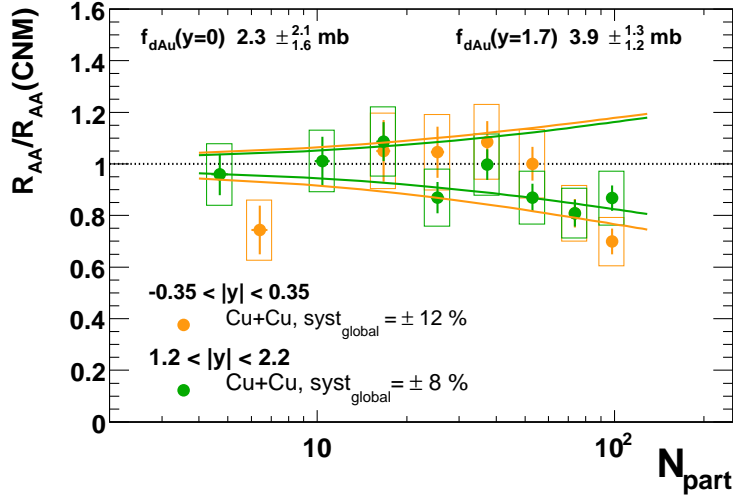 f_dAu(y=0) 2.3 ±^2.1_1.6 mb f_dAu(y=1.7) 3.9 ±^1.3_1.2 mb
R_AA/R_AA(CNM)
1.6
1.4
1.2
1
0.8
0.6
0.4
0.2
0
-0.35 < |y| < 0.35
Cu+Cu, syst_global = ± 12 %
1.2 < |y| < 2.2
Cu+Cu, syst_global = ± 8 %
10 10^2
N_part